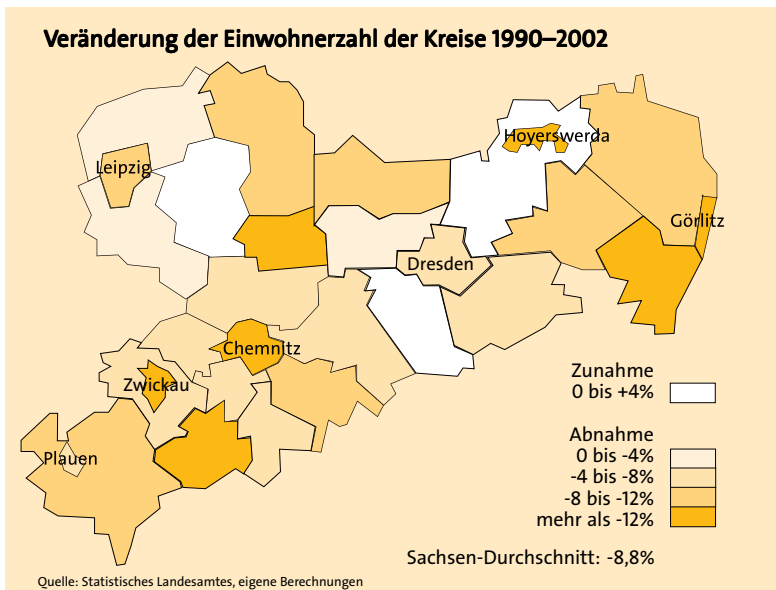 Veränderung der Einwohnerzahl der Kreise 1990–2002
Hoyerswerda
Leipzig
Görlitz
Dresden
Chemnitz
Zwickau
Plauen
Zunahme
0 bis +4%
Abnahme
0 bis -4%
-4 bis -8%
-8 bis -12%
mehr als -12%
Sachsen-Durchschnitt: -8,8%
Quelle: Statistisches Landesamtes, eigene Berechnungen